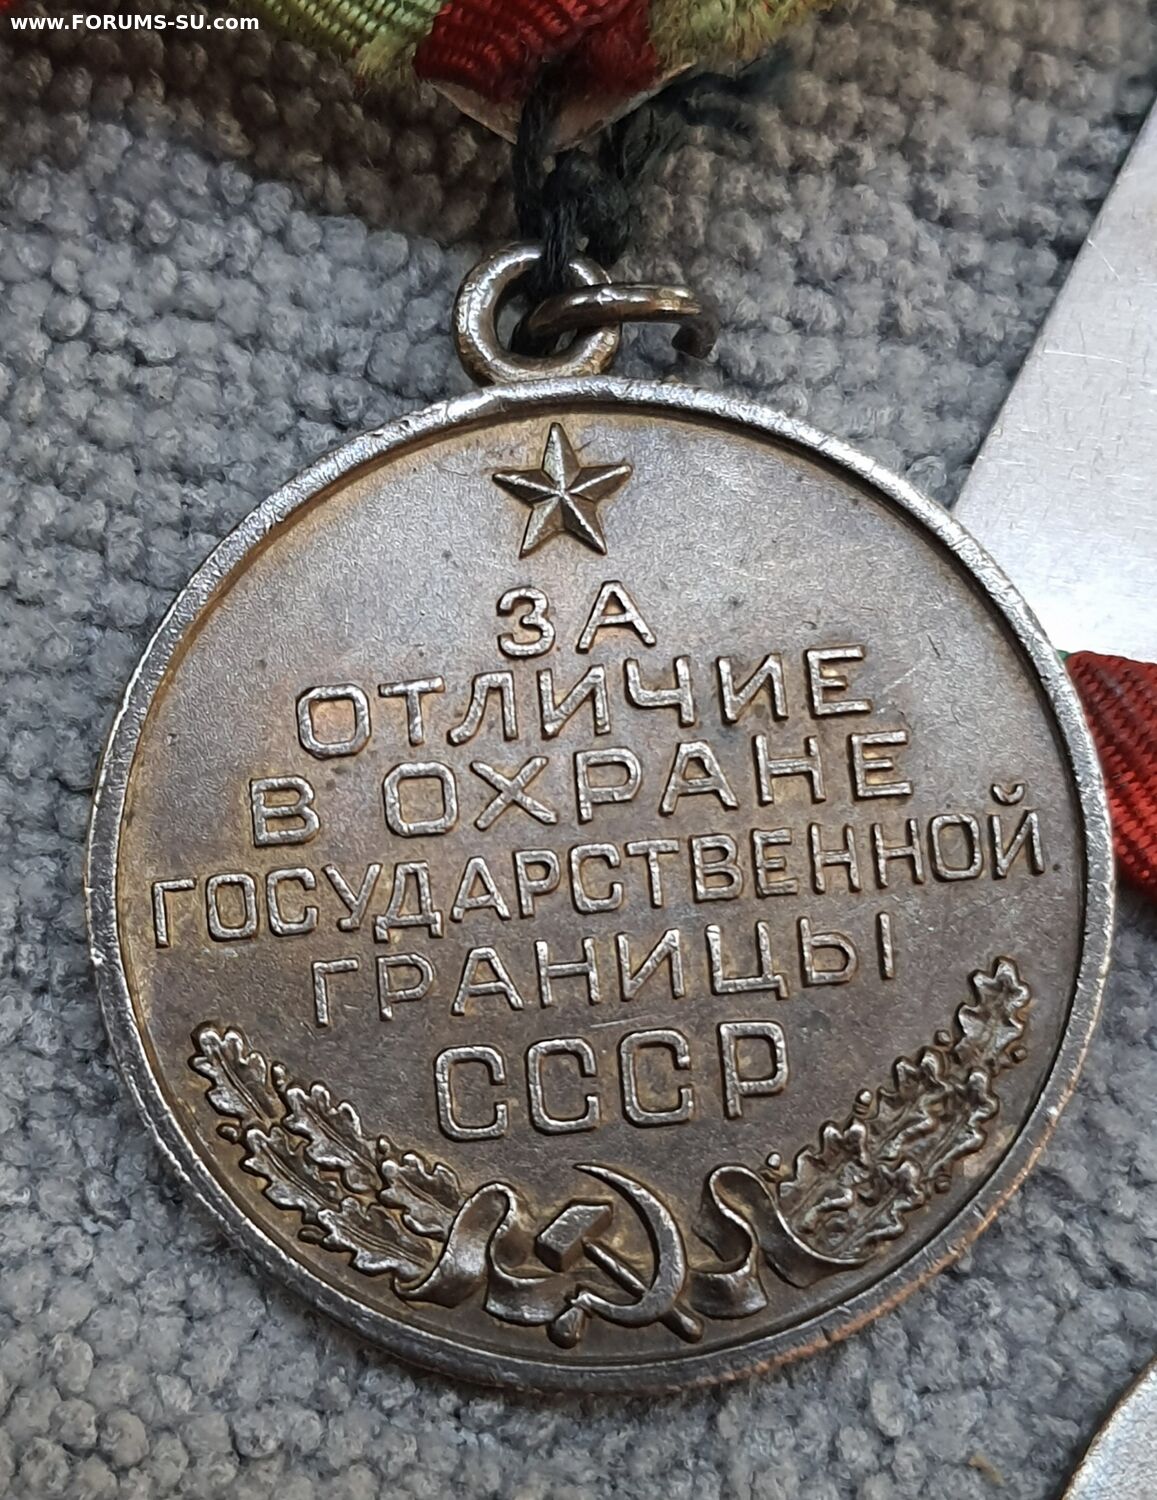 www.FORUMS-SU.com
ЗА
ОТЛИЧИЕ
В ОХРАНЕ
ГОСУДАРСТВЕННОЙ
ГРАНИЦЫ
СССР